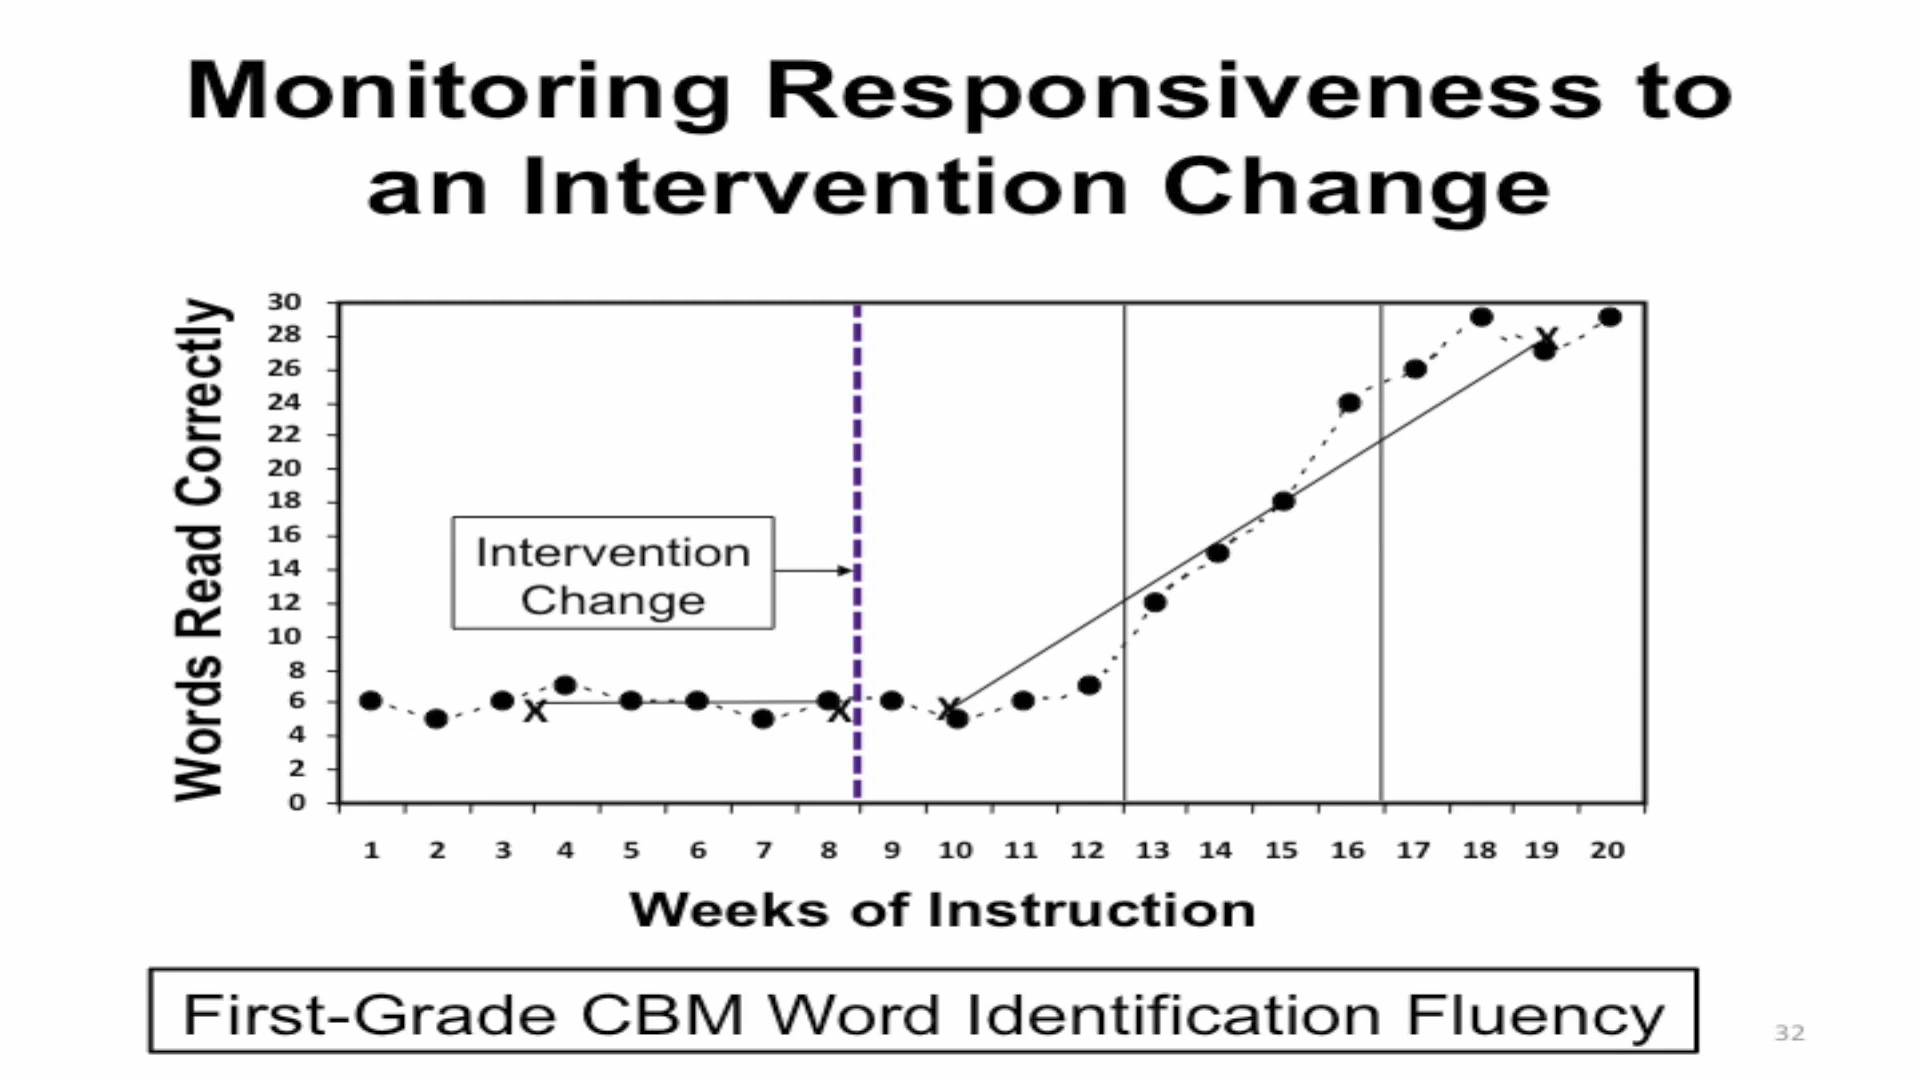 Monitoring Responsiveness to
an Intervention Change
Words Read Correctly
30
28
26
24
22
20
18
16
14
12
10
8
6
4
2
0
Intervention
Change
X
X
X
X
1 2 3 4 5 6 7 8 9 10 11 12 13 14 15 16 17 18 19 20
Weeks of Instruction
First-Grade CBM Word Identification Fluency
32